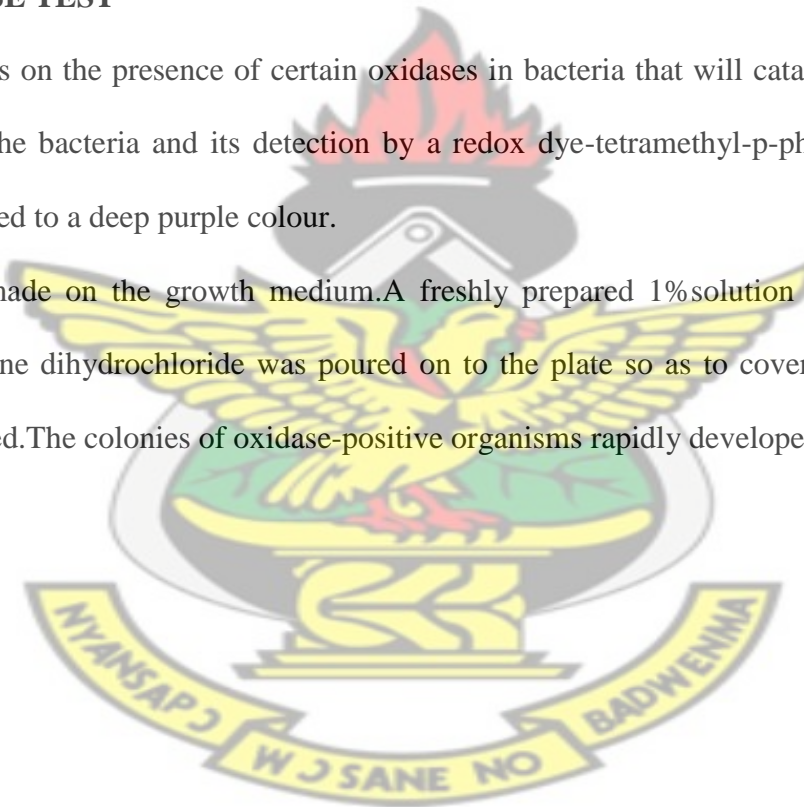 SE TEST
s on the presence of certain oxidases in bacteria that will cata
he bacteria and its detection by a redox dye-tetramethyl-p-ph
ed to a deep purple colour.
nade on the growth medium.A freshly prepared 1%solution
ne dihydrochloride was poured on to the plate so as to cover
ed.The colonies of oxidase-positive organisms rapidly develope
NYANSAPƆ WƆSANE NO BADWENMA